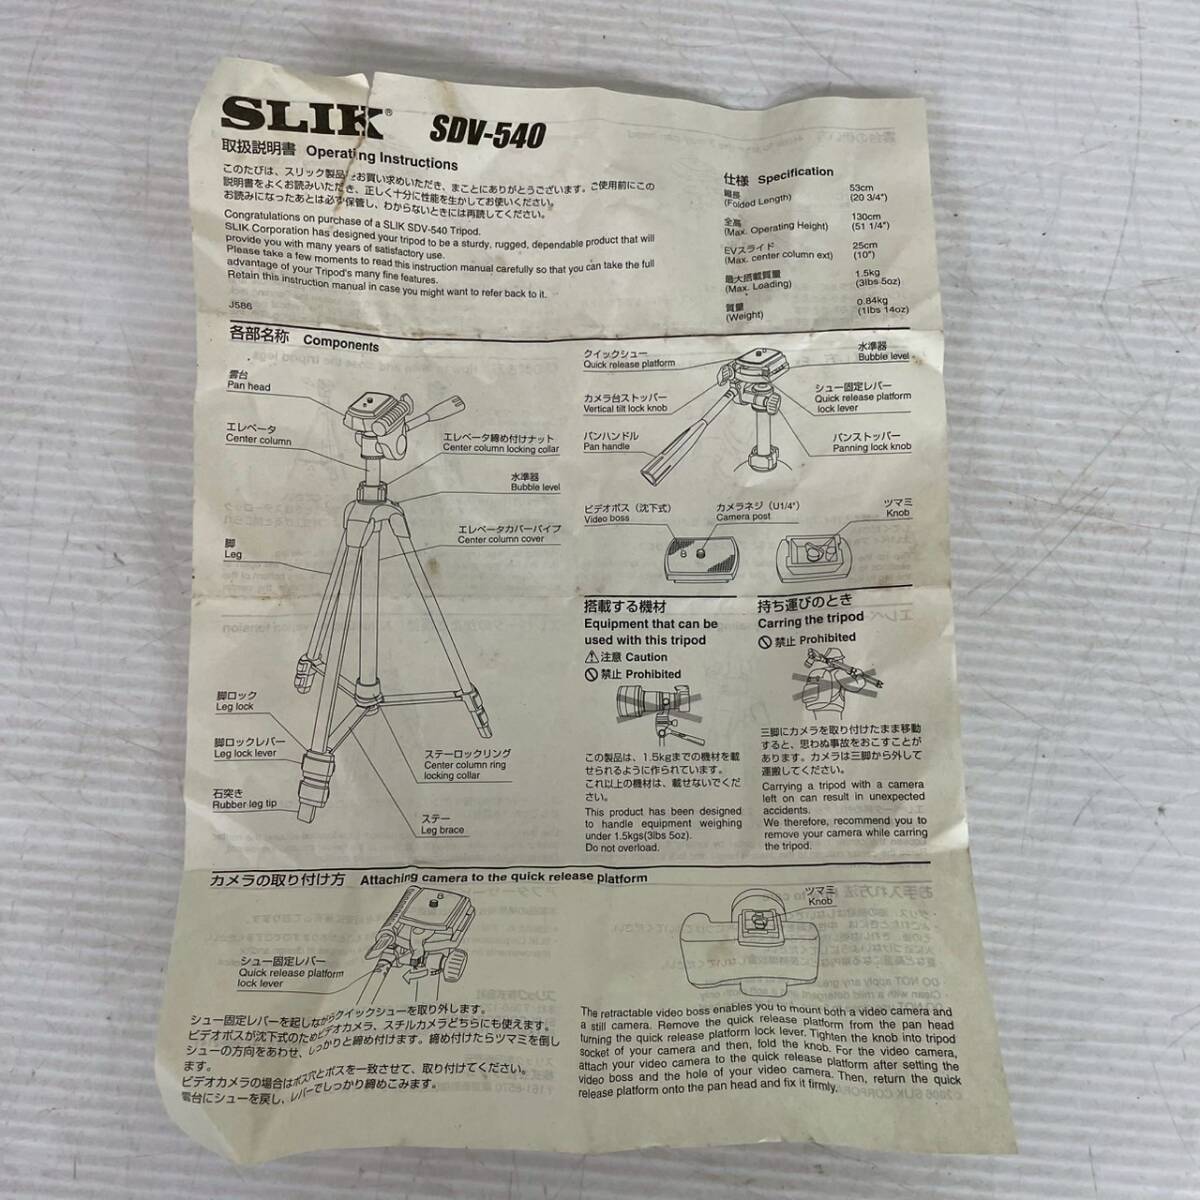 SLIK® SDV-540
取扱説明書 Operating Instructions
このたびは、スリック製品をお買い求めいただき、まことにありがとうございます。ご使用前にこの
説明書をよくお読みいただき、正しく十分に性能を生かしてお使いください。
お読みになったあとは必ず保管し、わからないときには再読してください。
Congratulations on purchase of a SLIK SDV-540 Tripod.
SLIK Corporation has designed your tripod to be a sturdy, rugged, dependable product that will
provide you with many years of satisfactory use.
Please take a few moments to read this instruction manual carefully so that you can take the full
advantage of your Tripod's many fine features.
Retain this instruction manual in case you might want to refer back to it.
J586
仕様 Specification
縮長 53cm
(Folded Length) (20 3/4")
全高 130cm
(Max. Operating Height) (51 1/4")
EVスライド 25cm
(Max. center column ext) (10")
最大搭載質量 1.5kg
(Max. Loading) (3lbs 5oz)
質量 0.84kg
(Weight) (1lbs 14oz)
各部名称 Components
雲台
Pan head
エレベータ
Center column
エレベータ締め付けナット
Center column locking collar
水準器
Bubble level
エレベータカバーパイプ
Center column cover
脚
Leg
脚ロック
Leg lock
脚ロックレバー
Leg lock lever
石突き
Rubber leg tip
ステーロックリング
Center column ring
locking collar
ステー
Leg brace
クイックシュー
Quick release platform
カメラ台ストッパー
Vertical tilt lock knob
パンハンドル
Pan handle
水準器
Bubble level
シュー固定レバー
Quick release platform
lock lever
パンストッパー
Panning lock knob
ビデオボス（沈下式）
Video boss
カメラネジ（U1/4"）
Camera post
ツマミ
Knob
搭載する機材
Equipment that can be
used with this tripod
注意 Caution
禁止 Prohibited
この製品は、1.5kgまでの機材を載
せられるように作られています。
これ以上の機材は、載せないでくだ
さい。
This product has been designed
to handle equipment weighing
under 1.5kgs(3lbs 5oz).
Do not overload.
持ち運びのとき
Carring the tripod
禁止 Prohibited
三脚にカメラを取り付けたまま移動
すると、思わぬ事故をおこすことが
あります。カメラは三脚から外して
運搬してください。
Carrying a tripod with a camera
left on can result in unexpected
accidents.
We therefore, recommend you to
remove your camera while carring
the tripod.
カメラの取り付け方 Attaching camera to the quick release platform
シュー固定レバー
Quick release platform
lock lever
ツマミ
Knob
シュー固定レバーを起しながらクイックシューを取り外します。
ビデオボスが沈下式のためビデオカメラ、スチルカメラどちらにも使えます。
シューの方向をあわせ、しっかりと締め付けます。締め付けたらツマミを倒し
ます。
ビデオカメラの場合はボス穴とボスを一致させて、取り付けてください。
雲台にシューを戻し、レバーでしっかり締めこみます。
The retractable video boss enables you to mount both a video camera and
a still camera. Remove the quick release platform from the pan head
turning the quick release platform lock lever. Tighten the knob into tripod
socket of your camera and then, fold the knob. For the video camera,
attach your video camera to the quick release platform after setting the
video boss and the hole of your video camera. Then, return the quick
release platform onto the pan head and fix it firmly.